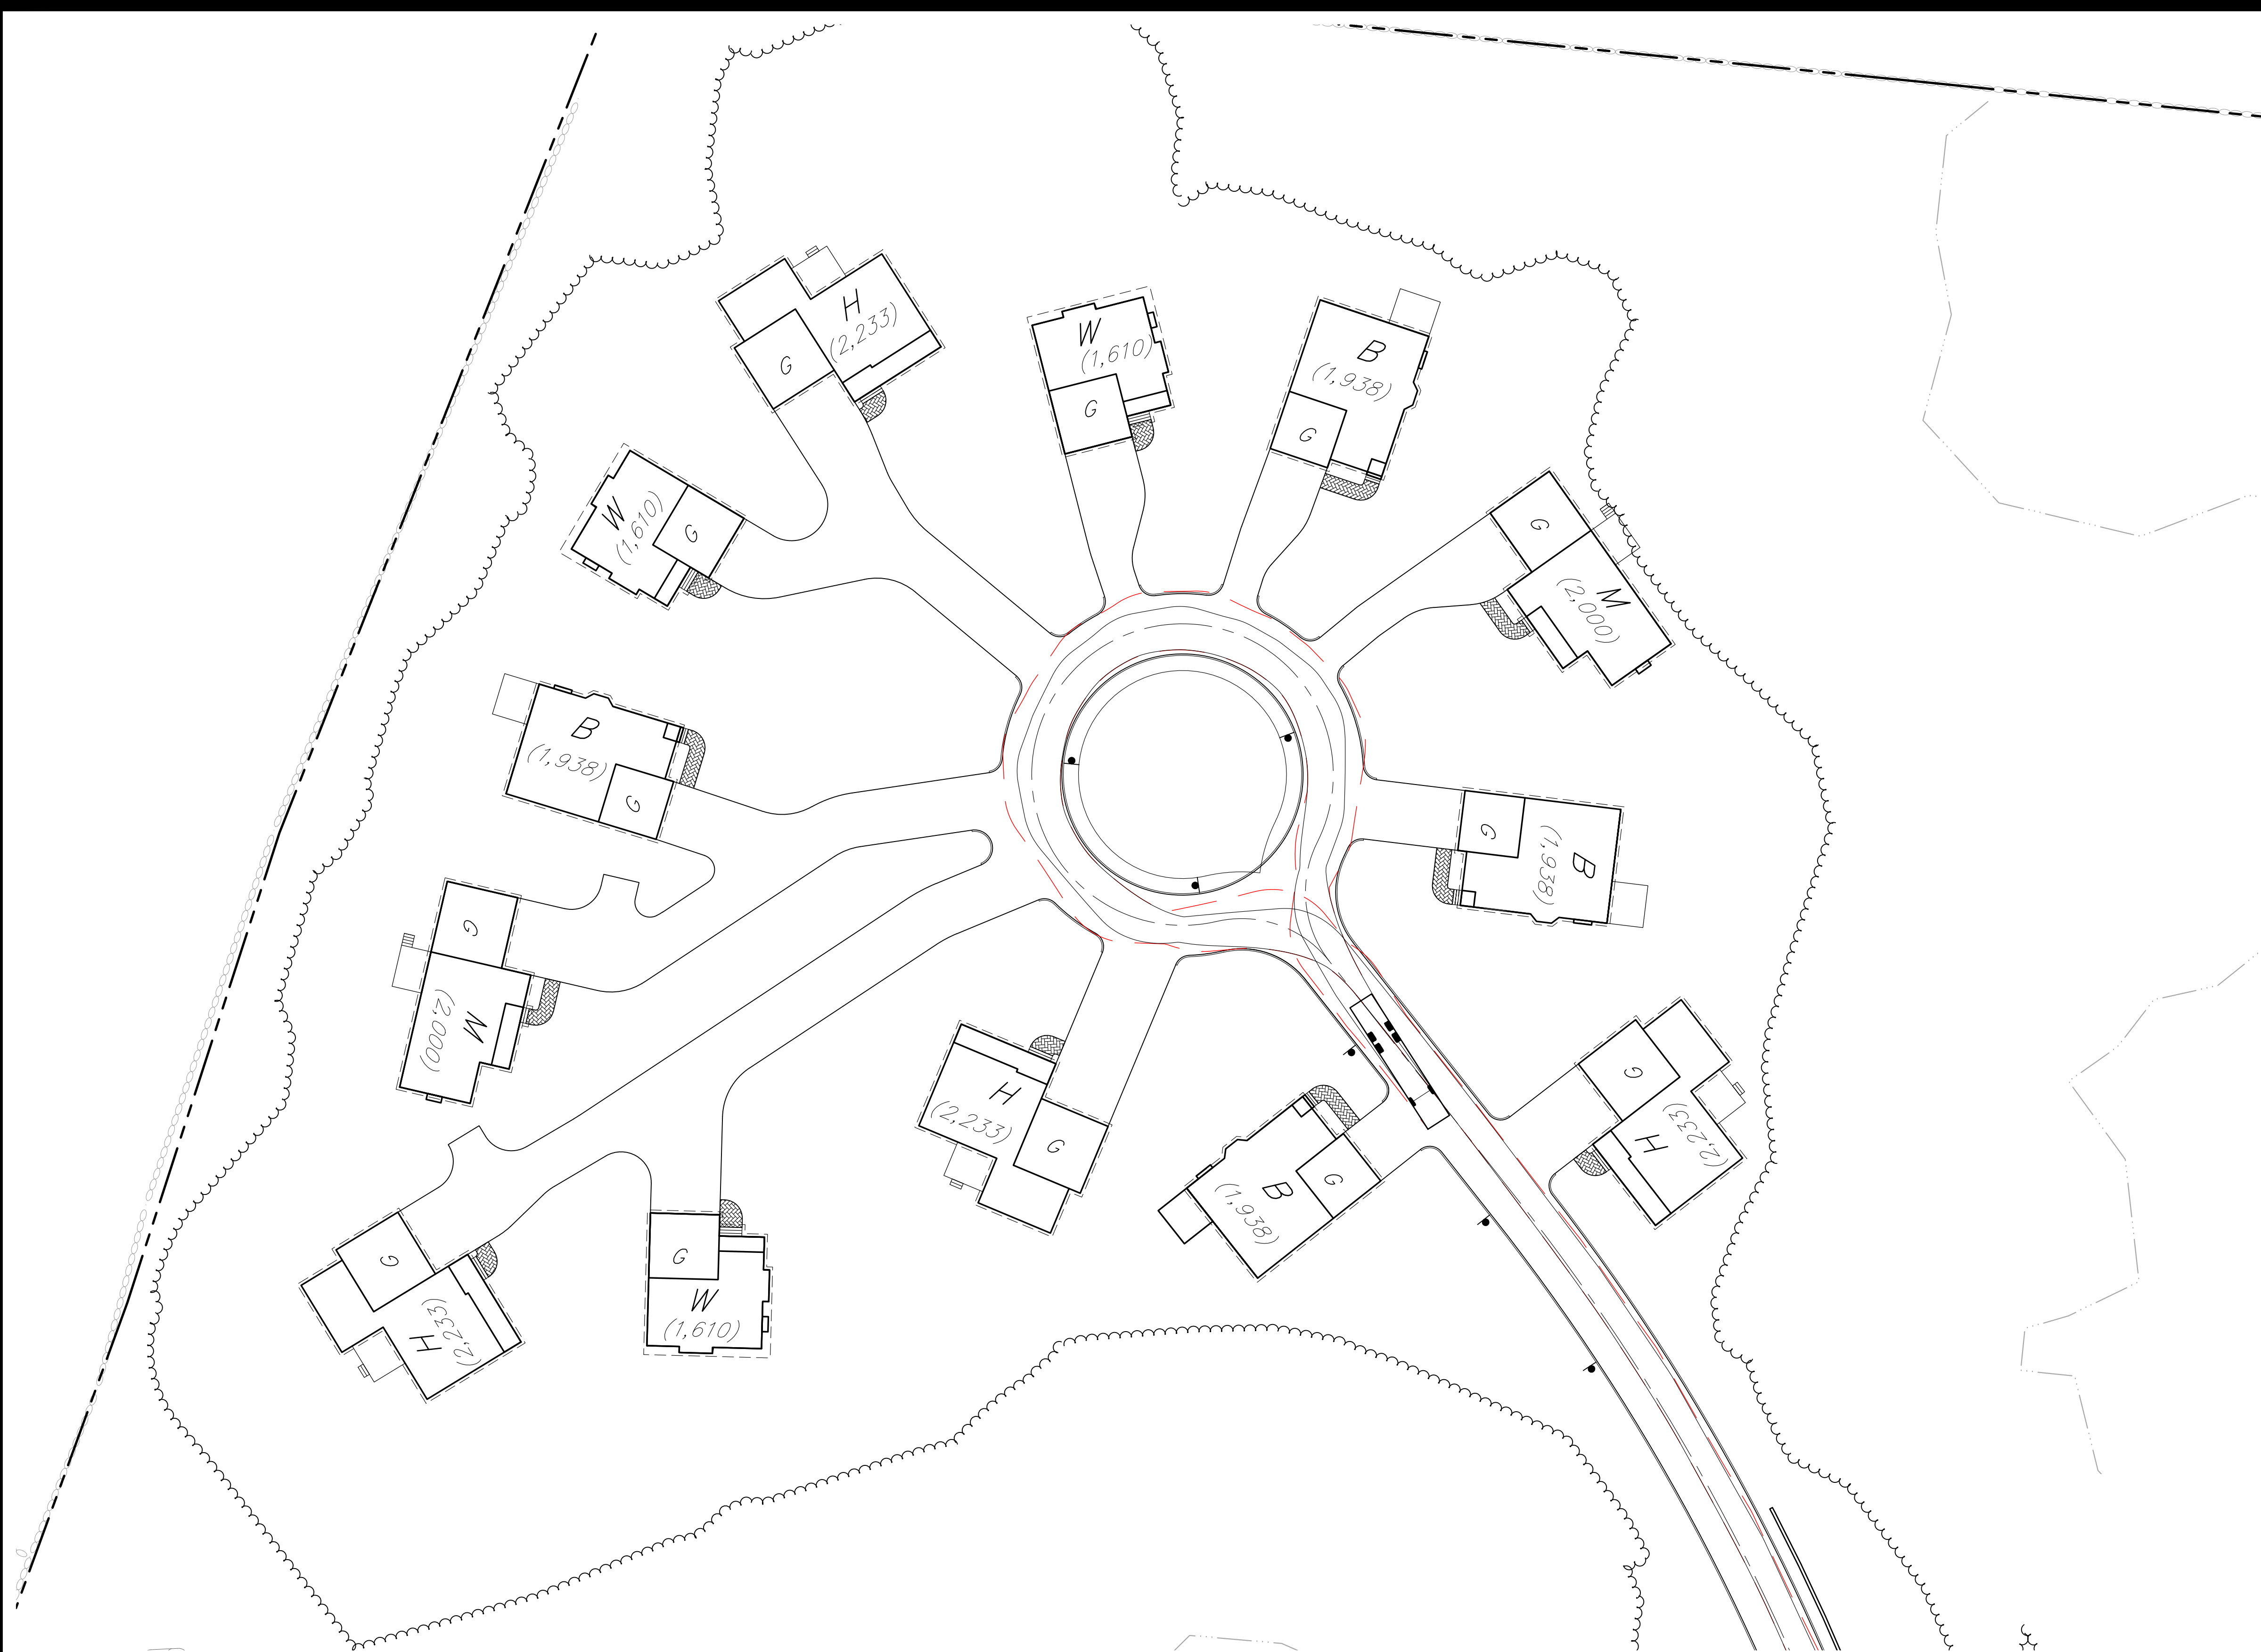 H
(2,233)
G
W
(1,610)
G
B
(1,938)
G
W
(1,610)
G
G
M
(2,000)
B
(1,938)
G
G
B
(1,938)
G
M
(2,000)
H
(2,233)
G
G
H
(2,233)
B
(1,938)
G
G
H
(2,233)
G
W
(1,610)